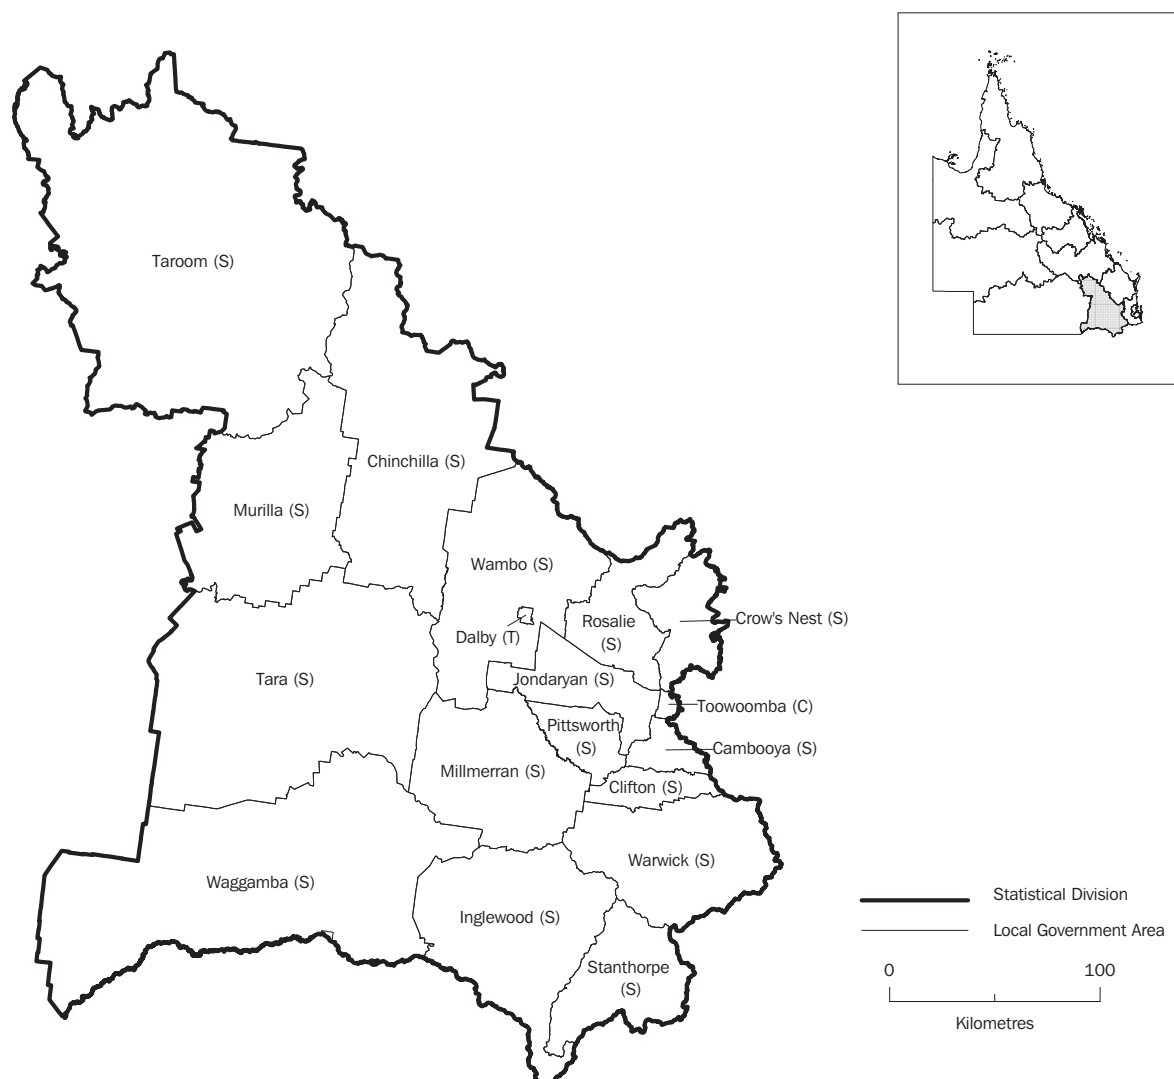 Taroom (S)
Chinchilla (S)
Murilla (S)
Wambo (S)
Crow's Nest (S)
Rosalie
(S)
Dalby (T)
Tara (S)
Jondaryan (S)
Toowoomba (C)
Pittsworth
(S)
Cambooya (S)
Millmerran (S)
Clifton (S)
Warwick (S)
Waggamba (S)
Inglewood (S)
Stanthorpe
(S)
Statistical Division
Local Government Area
0 100
Kilometres